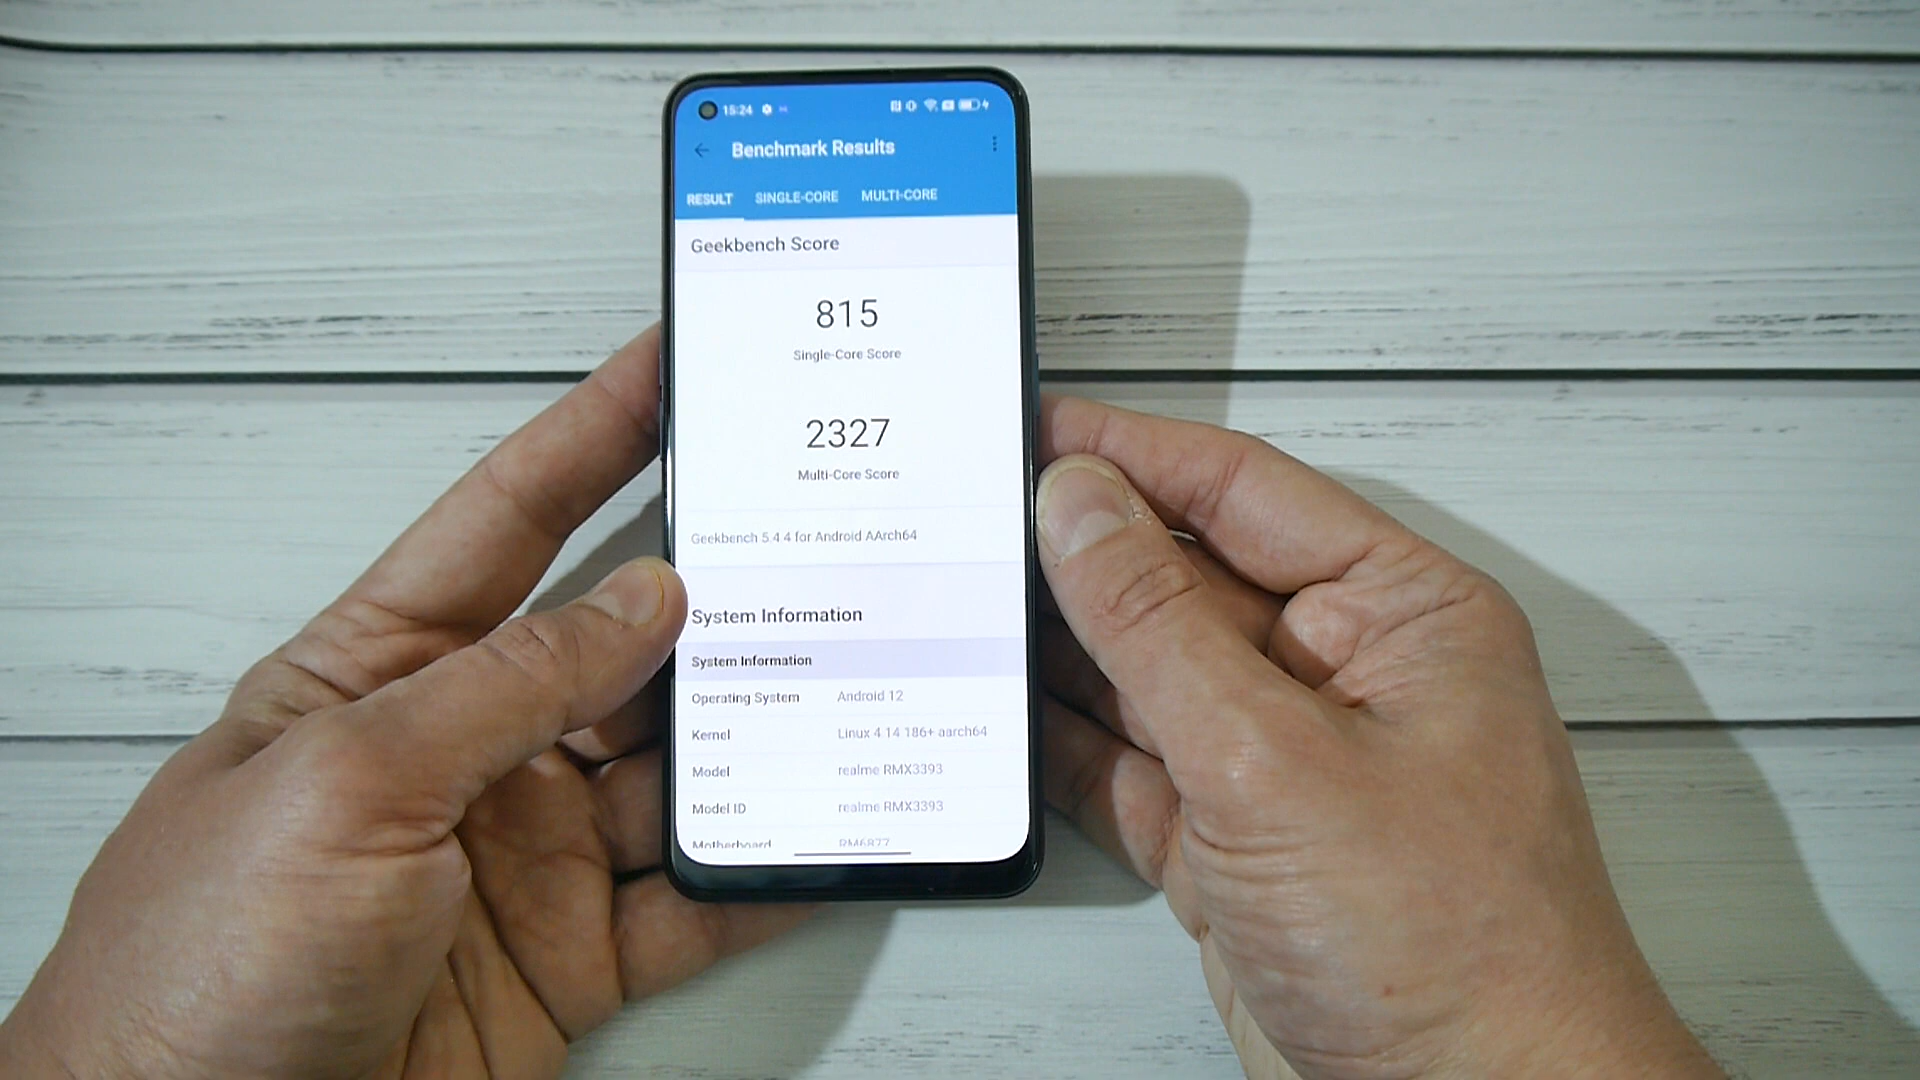 15:24
Benchmark Results
RESULT SINGLE-CORE MULTI-CORE
Geekbench Score
815
Single-Core Score
2327
Multi-Core Score
Geekbench 5.4.4 for Android AArch64
System Information
System Information
Operating System Android 12
Kernel Linux 4.14.186+ aarch64
Model realme RMX3393
Model ID realme RMX3393
Motherboard RM6877